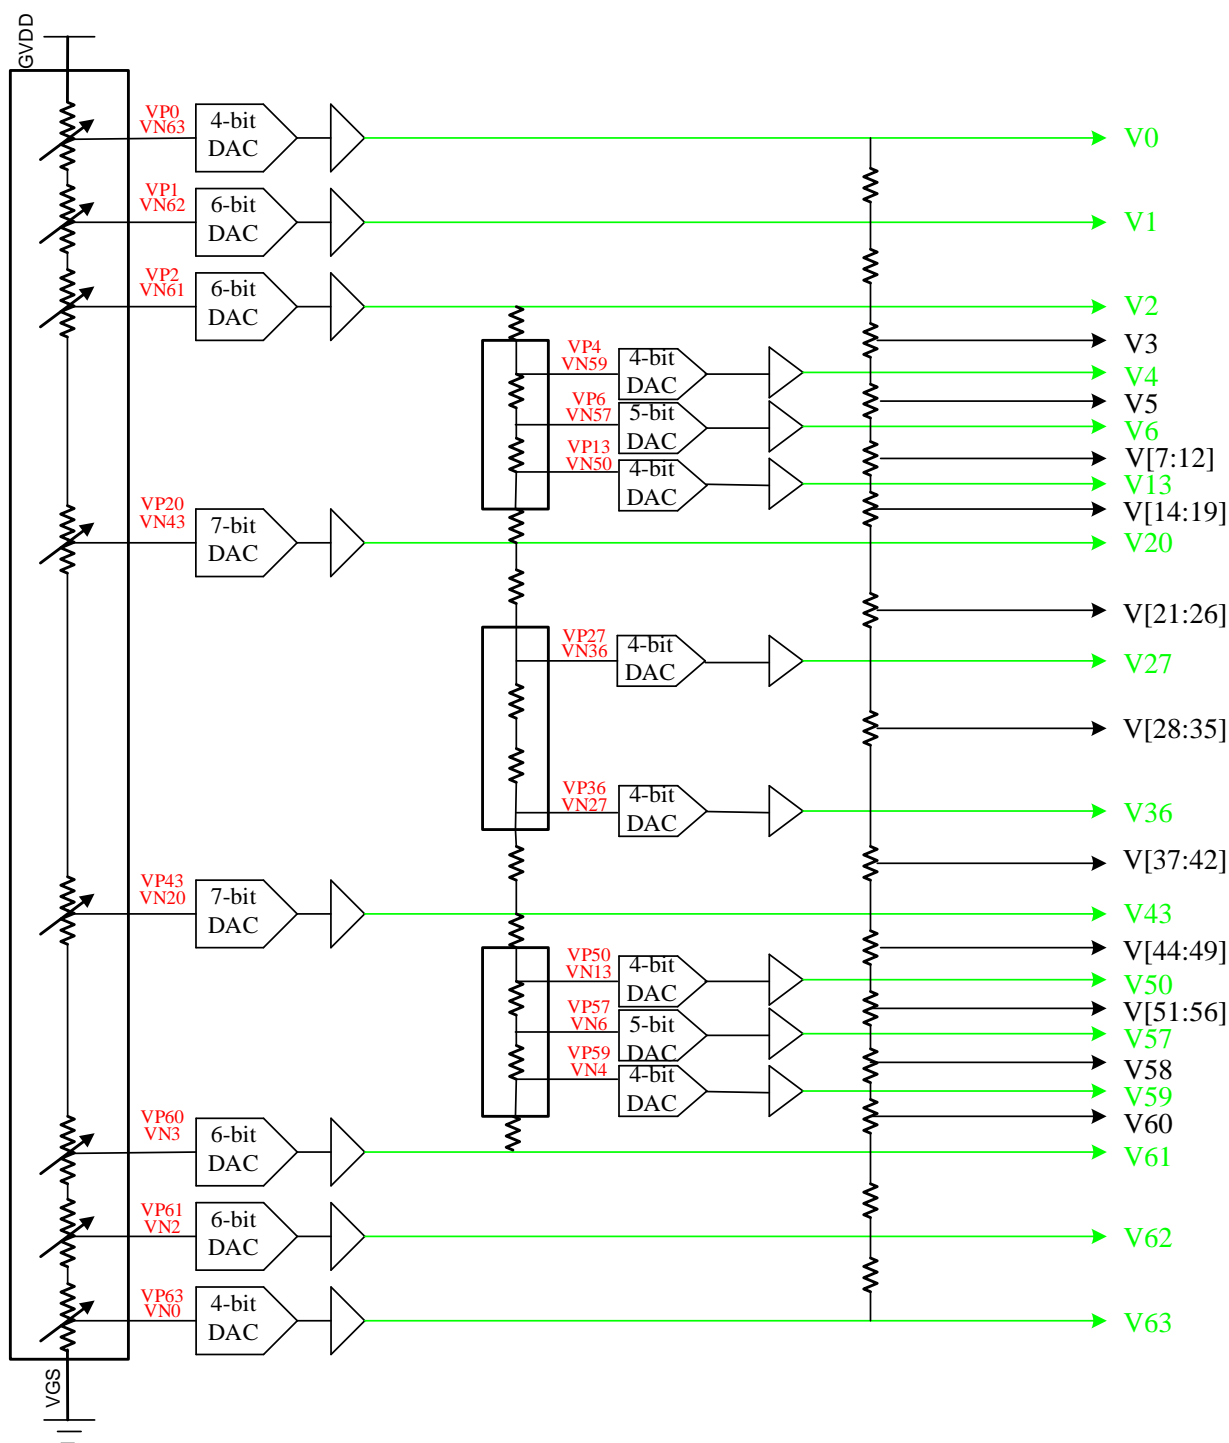 GVDD
VP0
VN63
4-bit
DAC
V0
VP1
VN62
6-bit
DAC
V1
VP2
VN61
6-bit
DAC
V2
V3
VP4
VN59
4-bit
DAC
V4
V5
VP6
VN57
5-bit
DAC
V6
V[7:12]
VP13
VN50
4-bit
DAC
V13
V[14:19]
VP20
VN43
7-bit
DAC
V20
V[21:26]
VP27
VN36
4-bit
DAC
V27
V[28:35]
VP36
VN27
4-bit
DAC
V36
V[37:42]
VP43
VN20
7-bit
DAC
V43
V[44:49]
VP50
VN13
4-bit
DAC
V50
V[51:56]
VP57
VN6
5-bit
DAC
V57
V58
VP59
VN4
4-bit
DAC
V59
V60
VP60
VN3
6-bit
DAC
V61
VP61
VN2
6-bit
DAC
V62
VP63
VN0
4-bit
DAC
V63
VGS